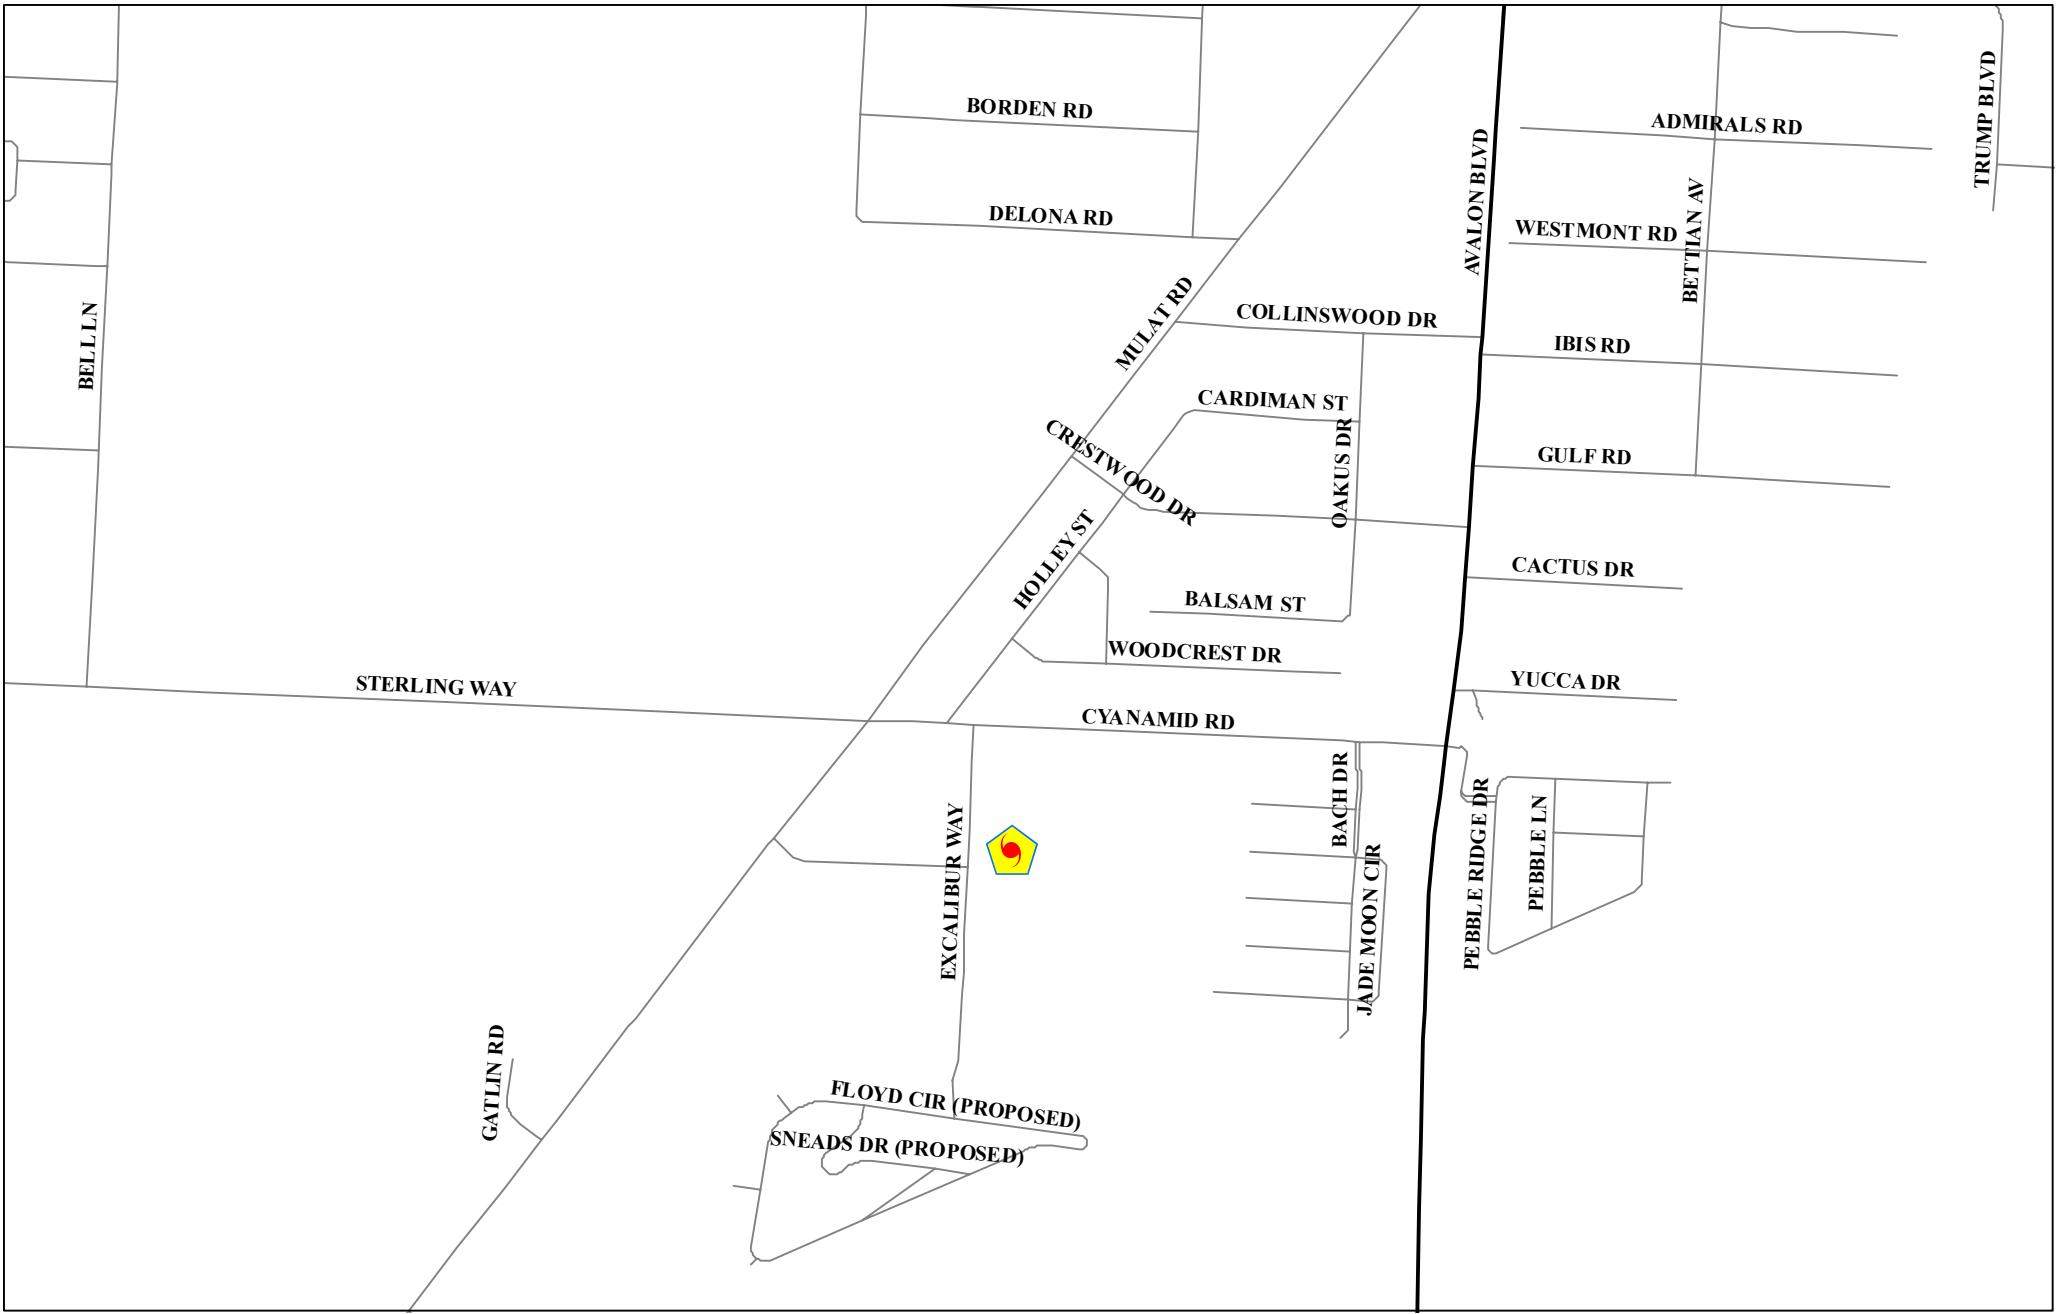 BORDEN RD
ADMIRALS RD
TRUMP BLVD
AVALON BLVD
DELONA RD
WESTMONT RD
BETTIAN AV
MULAT RD
COLLINSWOOD DR
BELL LN
IBIS RD
CARDIMAN ST
CRESTWOOD DR
OAKUS DR
GULF RD
HOLLEY ST
CACTUS DR
BALSAM ST
WOODCREST DR
STERLING WAY
YUCCA DR
CYANAMID RD
BACH DR
PEBBLE RIDGE DR
PEBBLE LN
EXCALIBUR WAY
JADE MOON CIR
GATLIN RD
FLOYD CIR (PROPOSED)
SNEADS DR (PROPOSED)